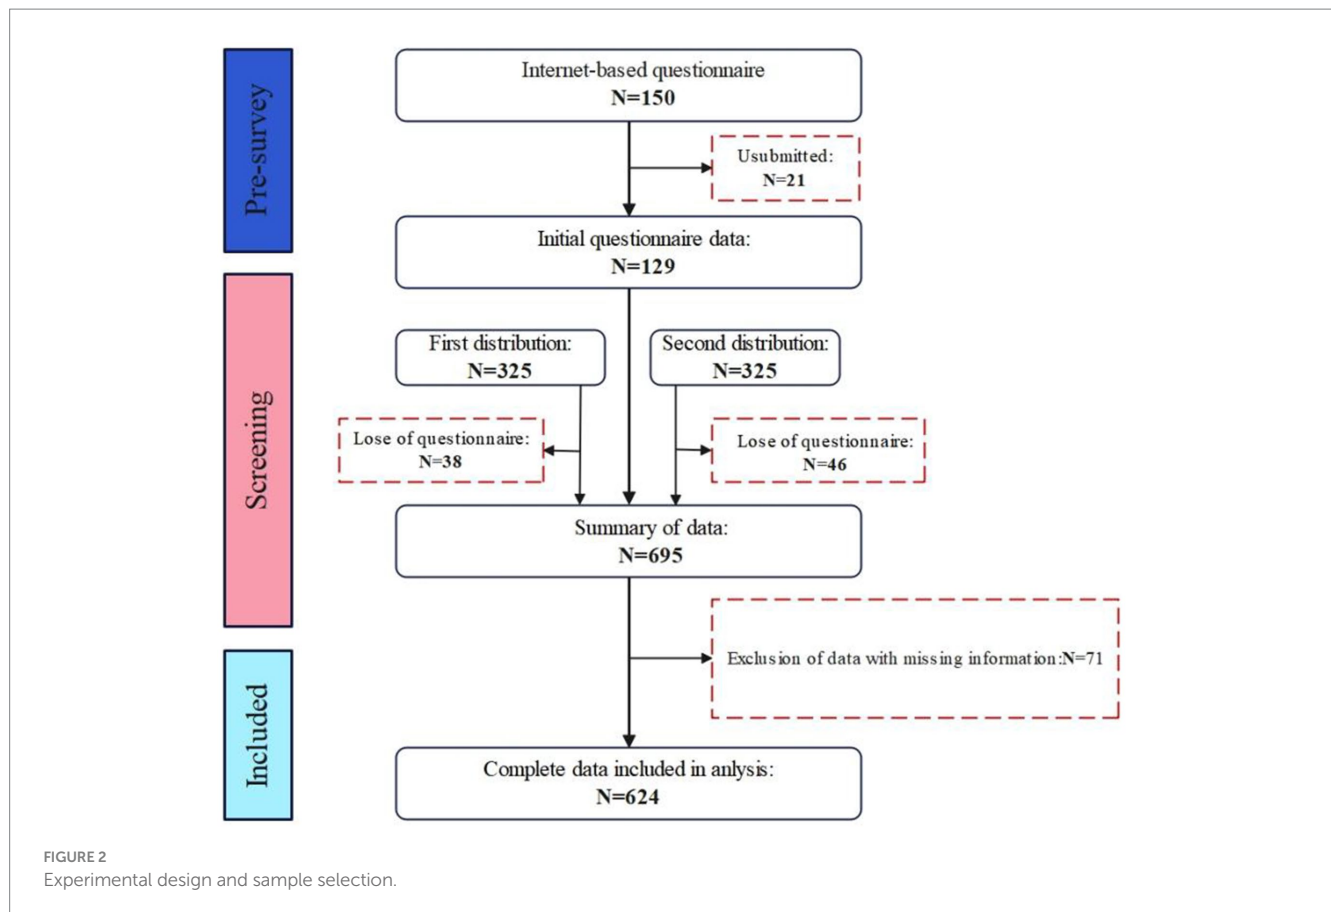 Pre-survey
Internet-based questionnaire
N=150
Usubmitted:
N=21
Initial questionnaire data:
N=129
Screening
First distribution:
N=325
Second distribution:
N=325
Lose of questionnaire:
N=38
Lose of questionnaire:
N=46
Summary of data:
N=695
Exclusion of data with missing information:N=71
Included
Complete data included in anlysis:
N=624
FIGURE 2
Experimental design and sample selection.